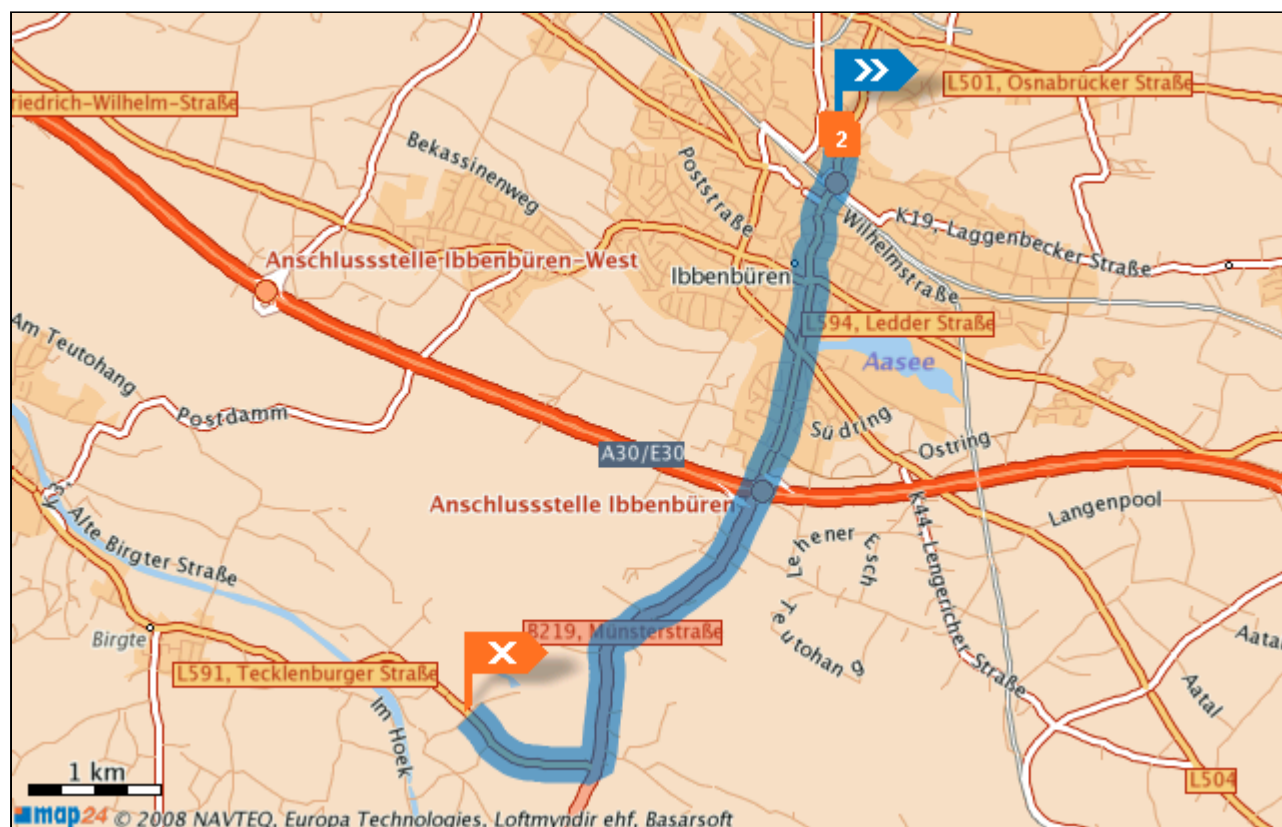 L501, Osnabrücker Straße
riedrich-Wilhelm-Straße
2
Bekassinenweg
Poststraße
K19, Laggenbecker Straße
Wilhelmstraße
Anschlussstelle Ibbenbüren-West
Ibbenbüren
L594, Ledder Straße
Aasee
Am Teutohang
Postdamm
Südring
Ostring
A30/E30
Anschlussstelle Ibbenbüren
Langenpool
K44, Lengericher Straße
Alte Birgter Straße
Lehener Esch
Teutohang
Birgte
B219, Münsterstraße
L591, Tecklenburger Straße
Im Hoek
Aatal
Aatal
L504
1 km
map24 © 2008 NAVTEQ, Europa Technologies, Loftmyndir ehf, Basarsoft